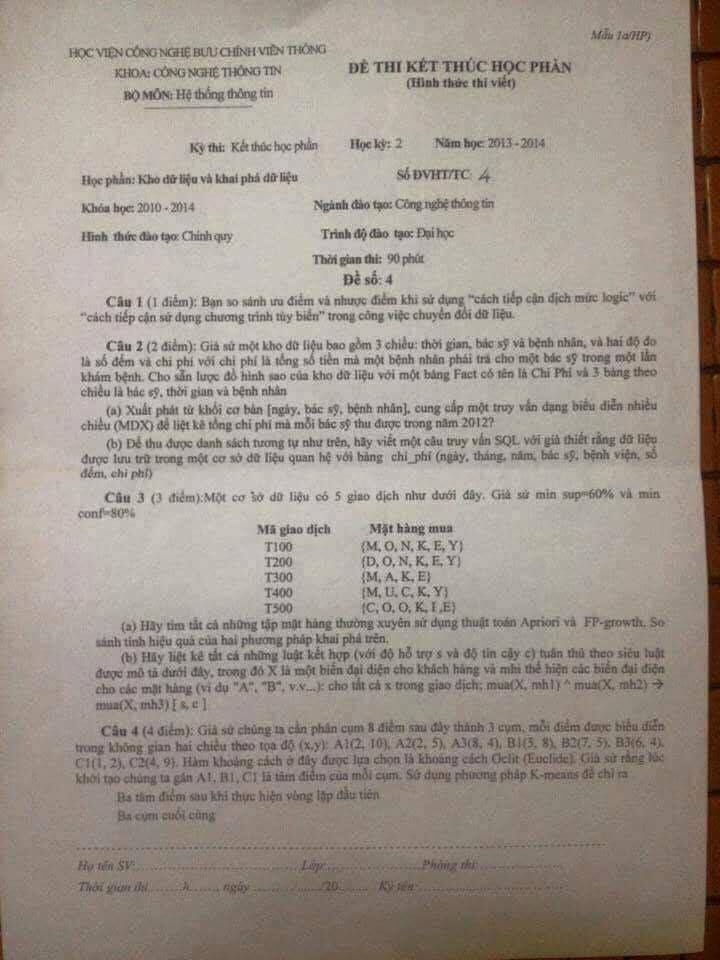 Mẫu 1a/HP)
HỌC VIỆN CÔNG NGHỆ BƯU CHÍNH VIỄN THÔNG
KHOA: CÔNG NGHỆ THÔNG TIN
BỘ MÔN: Hệ thống thông tin
ĐỀ THI KẾT THÚC HỌC PHẦN
(Hình thức thi viết)
Kỳ thi: Kết thúc học phần Học kỳ: 2 Năm học: 2013 - 2014
Học phần: Kho dữ liệu và khai phá dữ liệu Số ĐVHT/TC: 4
Khóa học: 2010 - 2014 Ngành đào tạo: Công nghệ thông tin
Hình thức đào tạo: Chính quy Trình độ đào tạo: Đại học
Thời gian thi: 90 phút
Đề số: 4
Câu 1 (1 điểm): Bạn so sánh ưu điểm và nhược điểm khi sử dụng “cách tiếp cận dịch mức logic” với
“cách tiếp cận sử dụng chương trình tùy biến” trong công việc chuyển đổi dữ liệu.
Câu 2 (2 điểm): Giả sử một kho dữ liệu bao gồm 3 chiều: thời gian, bác sỹ và bệnh nhân, và hai độ đo
là số đếm và chi phí với chi phí là tổng số tiền mà một bệnh nhân phải trả cho một bác sỹ trong một lần
khám bệnh. Cho sẵn lược đồ hình sao của kho dữ liệu với một bảng Fact có tên là Chi Phí và 3 bảng theo
chiều là bác sỹ, thời gian và bệnh nhân
(a) Xuất phát từ khối cơ bản [ngày, bác sỹ, bệnh nhân], cung cấp một truy vấn dạng biểu diễn nhiều
chiều (MDX) để liệt kê tổng chi phí mà mỗi bác sỹ thu được trong năm 2012?
(b) Để thu được danh sách tương tự như trên, hãy viết một câu truy vấn SQL với giả thiết rằng dữ liệu
được lưu trữ trong một cơ sở dữ liệu quan hệ với bảng chi_phí (ngày, tháng, năm, bác sỹ, bệnh viện, số
đếm, chi phí)
Câu 3 (3 điểm):Một cơ sở dữ liệu có 5 giao dịch như dưới đây. Giả sử min sup=60% và min
conf=80%
Mã giao dịch Mặt hàng mua
T100 {M, O, N, K, E, Y}
T200 {D, O, N, K, E, Y}
T300 {M, A, K, E}
T400 {M, U, C, K, Y}
T500 {C, O, O, K, I ,E}
(a) Hãy tìm tất cả những tập mặt hàng thường xuyên sử dụng thuật toán Apriori và FP-growth. So
sánh tính hiệu quả của hai phương pháp khai phá trên.
(b) Hãy liệt kê tất cả những luật kết hợp (với độ hỗ trợ s và độ tin cậy c) tuân thủ theo siêu luật
được mô tả dưới đây, trong đó X là một biến đại diện cho khách hàng và mhi thể hiện các biến đại diện
cho các mặt hàng (ví dụ "A", "B", v.v...): cho tất cả x trong giao dịch; mua(X, mh1) ^ mua(X, mh2) →
mua(X, mh3) [ s, c ]
Câu 4 (4 điểm): Giả sử chúng ta cần phân cụm 8 điểm sau đây thành 3 cụm, mỗi điểm được biểu diễn
trong không gian hai chiều theo tọa độ (x,y): A1(2, 10), A2(2, 5), A3(8, 4), B1(5, 8), B2(7, 5), B3(6, 4),
C1(1, 2), C2(4, 9). Hàm khoảng cách ở đây được lựa chọn là khoảng cách Oclit (Euclide). Giả sử rằng lúc
khởi tạo chúng ta gán A1, B1, C1 là tâm điểm của mỗi cụm. Sử dụng phương pháp K-means để chỉ ra
Ba tâm điểm sau khi thực hiện vòng lặp đầu tiên
Ba cụm cuối cùng
Họ tên SV:.......... Lớp:.......... Phòng thi:..........
Thời gian thi........h......., ngày ........./......./20......... Ký tên:..........